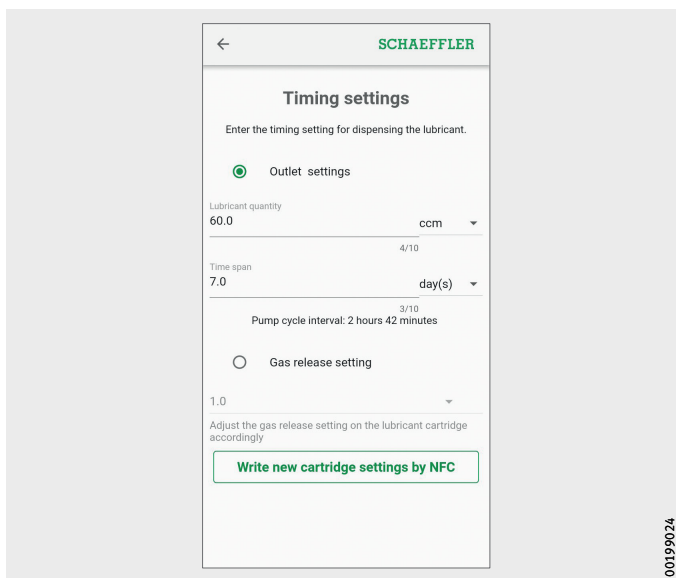 SCHAEFFLER
Timing settings
Enter the timing setting for dispensing the lubricant.
Outlet settings
Lubricant quantity
60.0
ccm
4/10
Time span
7.0
day(s)
3/10
Pump cycle interval: 2 hours 42 minutes
Gas release setting
1.0
Adjust the gas release setting on the lubricant cartridge
accordingly
Write new cartridge settings by NFC
00199024